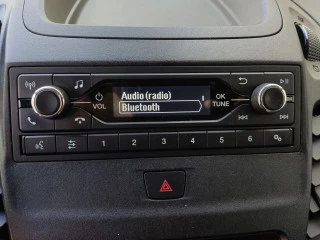 Audio (radio)
Bluetooth
VOL
OK
TUNE
1 2 3 4 5 6